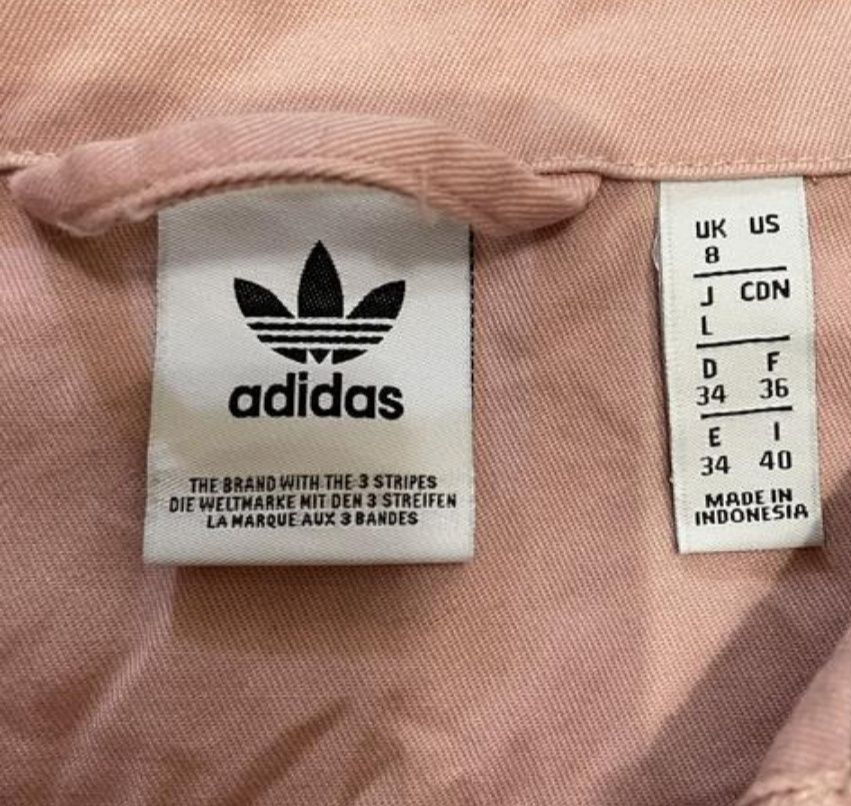 adidas
THE BRAND WITH THE 3 STRIPES
DIE WELTMARKE MIT DEN 3 STREIFEN
LA MARQUE AUX 3 BANDES
UK US
8
J CDN
L
D F
34 36
E I
34 40
MADE IN
INDONESIA